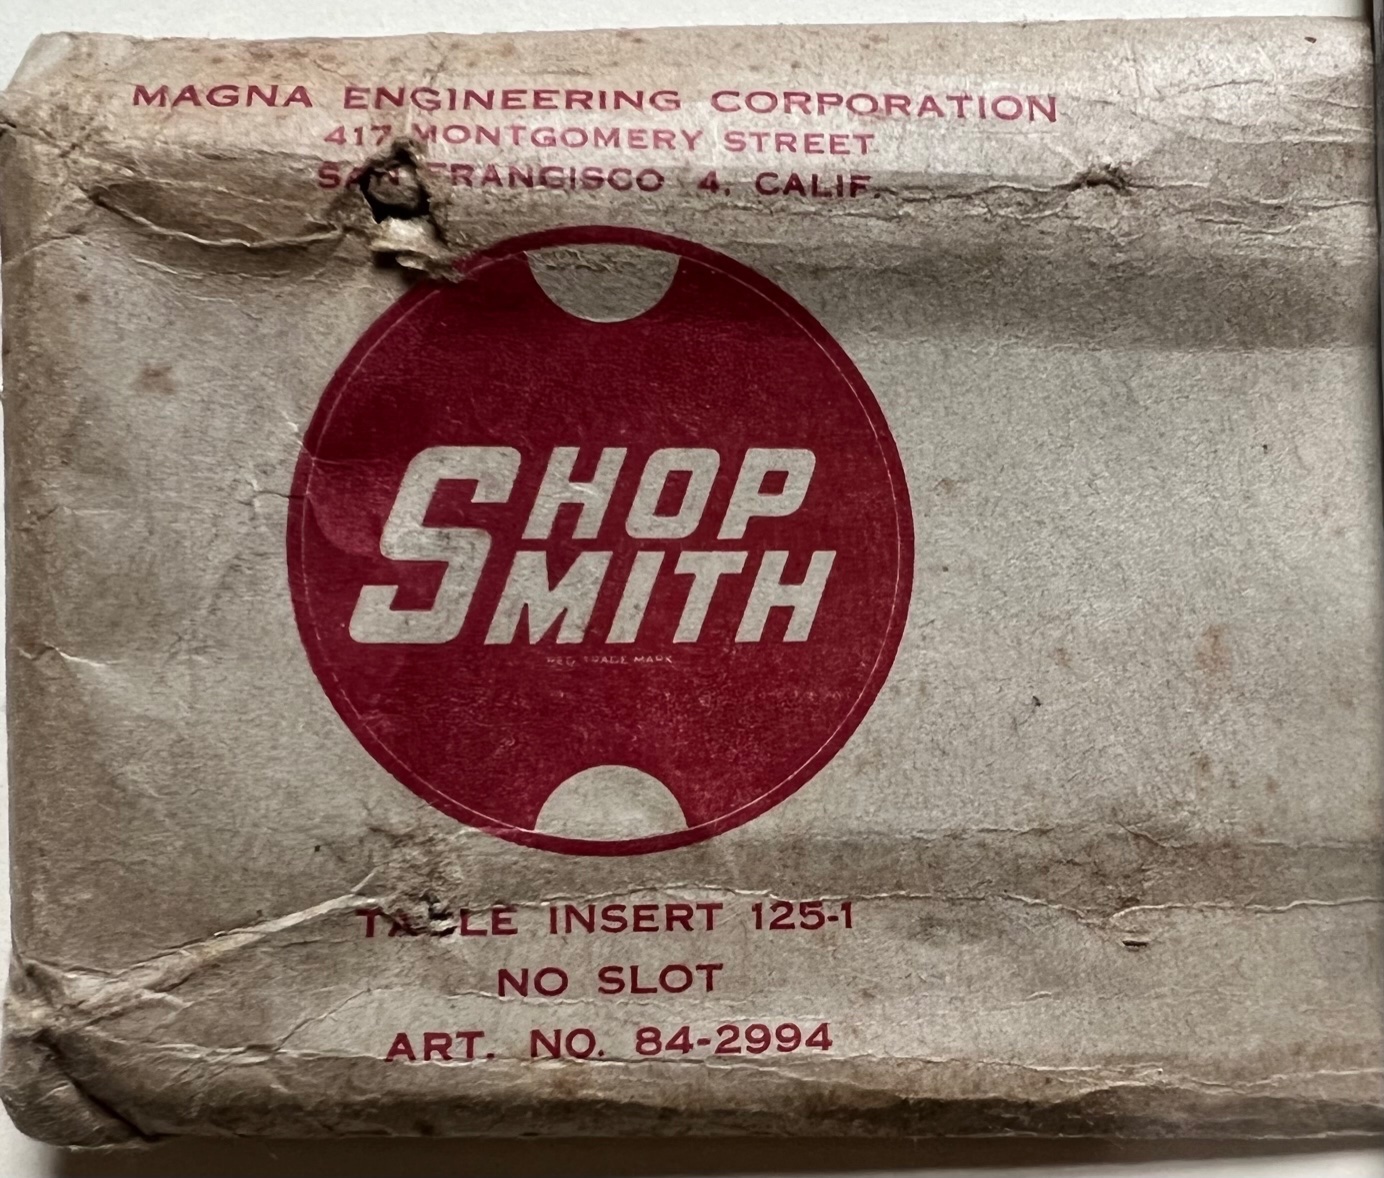 MAGNA ENGINEERING CORPORATION
417 MONTGOMERY STREET
SAN FRANCISCO 4, CALIF.
SHOP
SMITH
REG. TRADE MARK
TABLE INSERT 125-1
NO SLOT
ART. NO. 84-2994